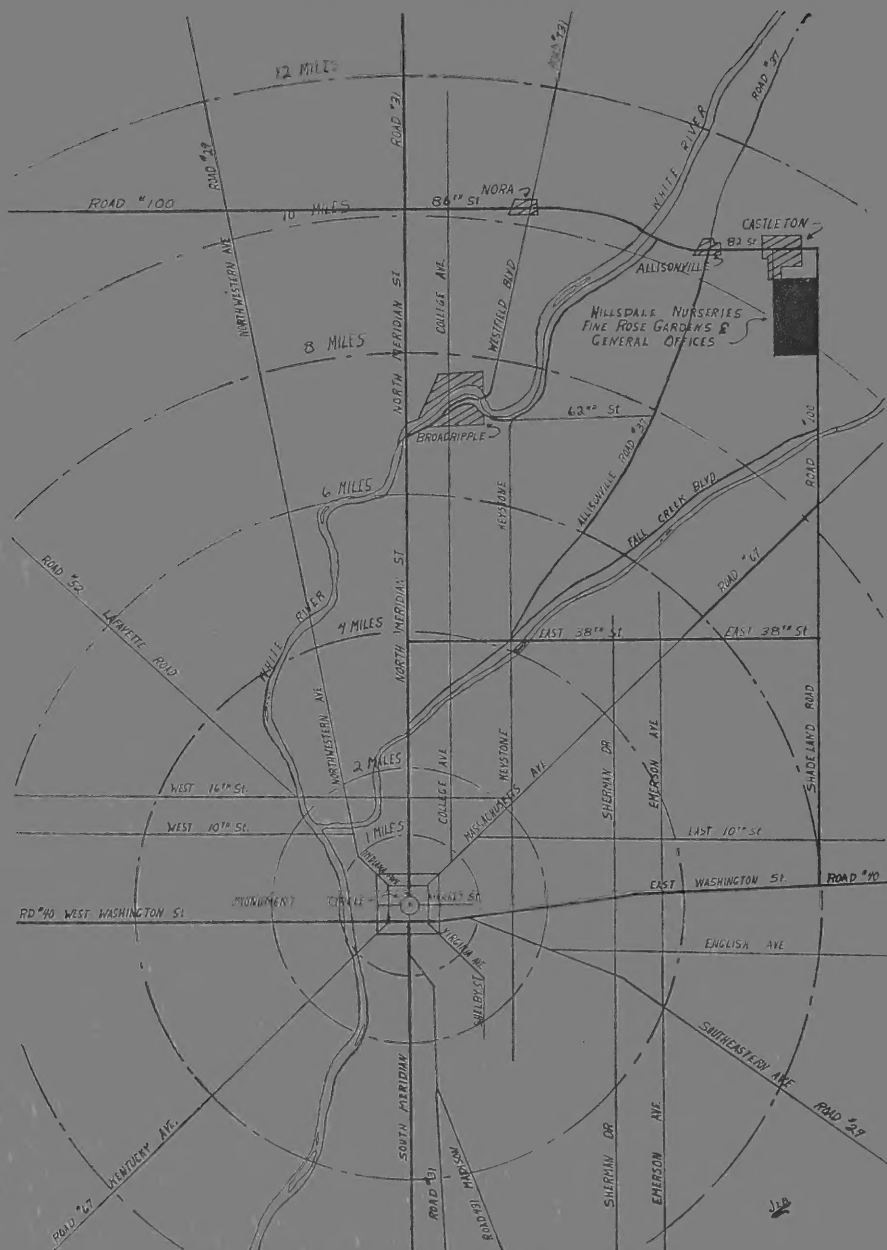 12 MILES
ROAD #31
ROAD #431
ROAD #37
ROAD #29
WHITE RIVER
NORA
ROAD #100
86TH St
10 MILES
CASTLETON
82 St
ALLISONVILLE
NORTHWESTERN AVE
NORTH MERIDIAN St
COLLEGE AVE.
WESTFIELD BLVD
HILLSDALE NURSERIES
FINE ROSE GARDENS &
GENERAL OFFICES
8 MILES
62ND St
BROADRIPPLE
ROAD #100
ALLISONVILLE ROAD #37
6 MILES
KEYSTONE
FALL CREEK BLVD
ROAD #52
LAFAYETTE ROAD
ROAD #67
WHITE RIVER
NORTH MERIDIAN ST
4 MILES
EAST 38TH St
EAST 38TH St
NORTHWESTERN AVE
2 MILES
COLLEGE AVE
KEYSTONE
SHERMAN DR
EMERSON AVE
SHADELAND ROAD
WEST 16TH St.
MASSACHUSETTS AVE
WEST 10TH St.
1 MILES
EAST 10TH St
INDIANA AVE
EAST WASHINGTON St.
ROAD #40
MONUMENT CIRCLE
MARKET St.
RD #40 WEST WASHINGTON St
VIRGINIA AVE
ENGLISH AVE
SHELBY ST
SOUTHEASTERN AVE
SOUTH MERIDIAN
ROAD #29
KENTUCKY AVE.
ROAD #67
ROAD #31
ROAD #31 MADISON
SHERMAN DR
EMERSON AVE.